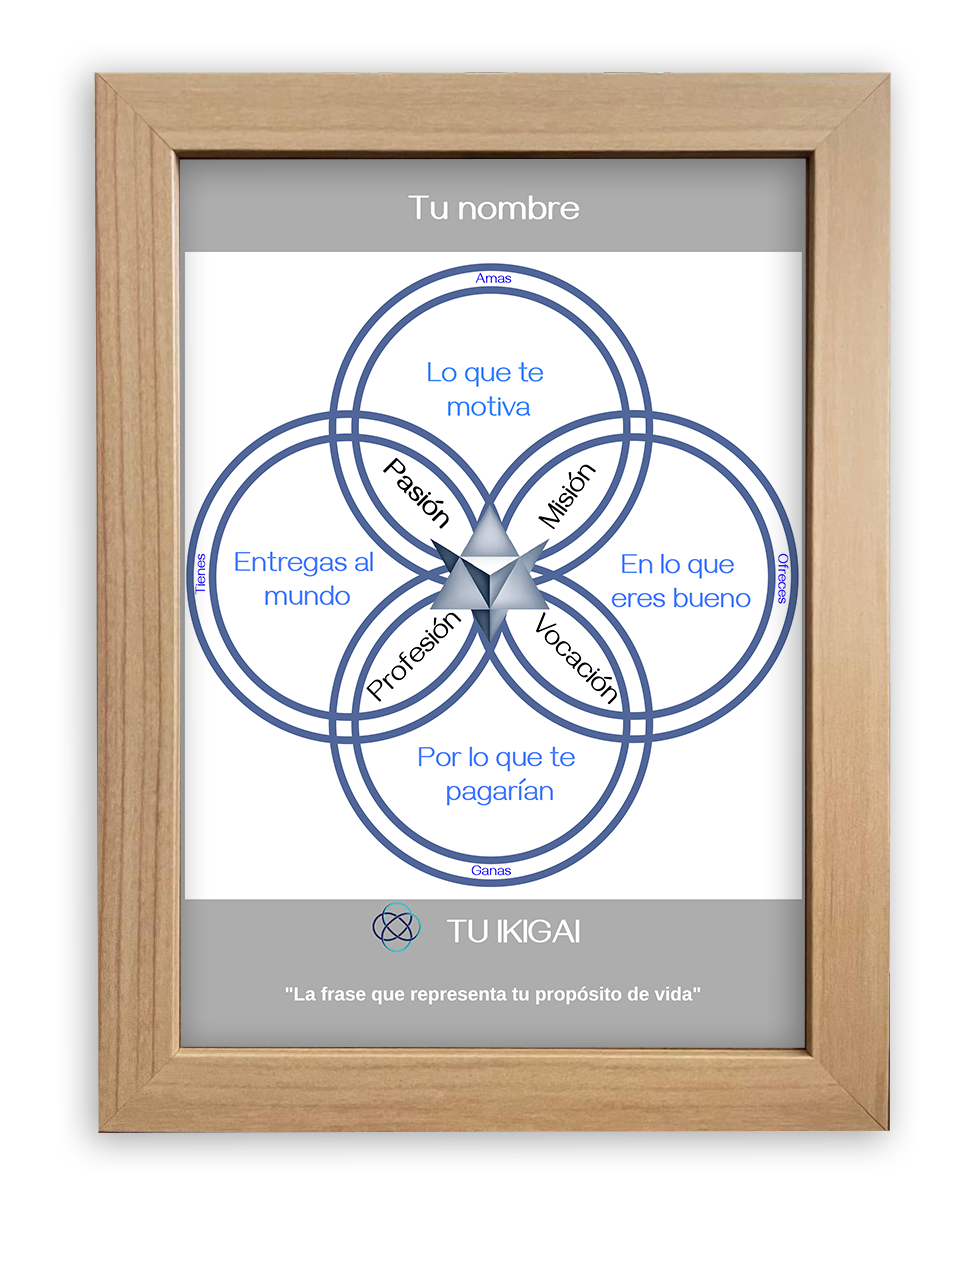 Tu nombre
Amas
Lo que te
motiva
Pasión
Misión
Tienes
Entregas al
mundo
En lo que
eres bueno
Ofreces
Profesión
Vocación
Por lo que te
pagarían
Ganas
TU IKIGAI
"La frase que representa tu propósito de vida"